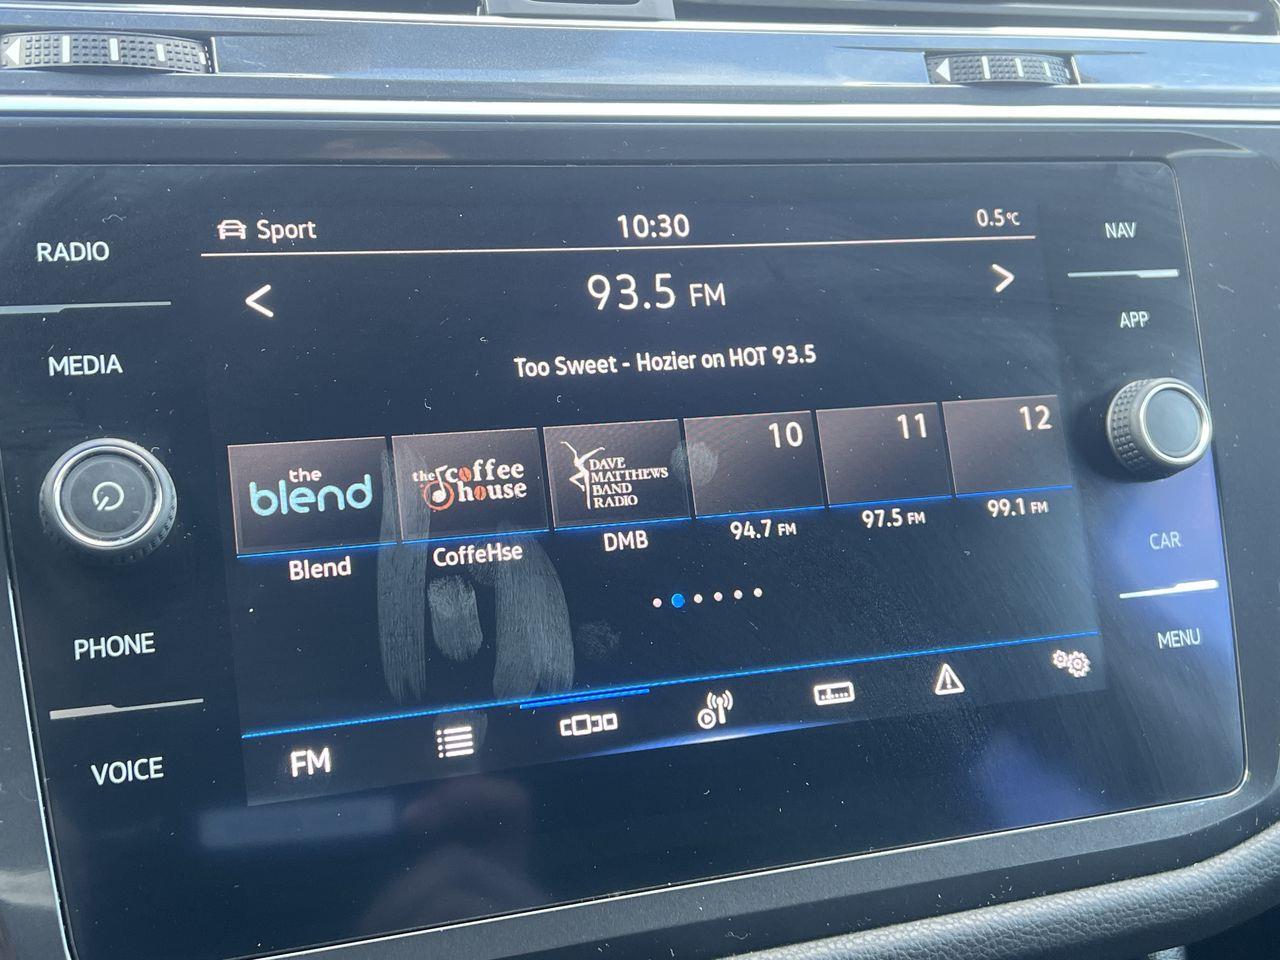 Sport 10:30 0.5°C
RADIO
NAV
93.5 FM
APP
MEDIA
Too Sweet - Hozier on HOT 93.5
10 11 12
the blend
the coffee house
DAVE
MATTHEWS
BAND
RADIO
Blend CoffeHse DMB 94.7 FM 97.5 FM 99.1 FM
CAR
PHONE
MENU
VOICE
FM